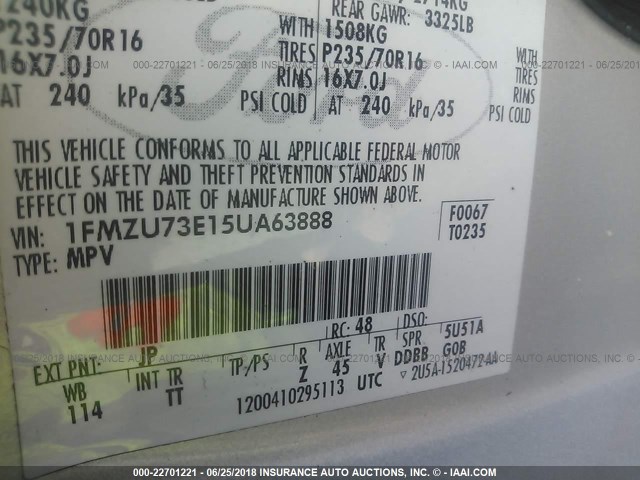 240KG
P235/70R16
16X7.0J
AT 240 kPa/35 PSI COLD
REAR GAWR:
3325LB
WITH 1508KG
TIRES P235/70R16 WITH
RIMS 16X7.0J TIRES
RIMS
AT 240 kPa/35 PSI COLD
Ford
000-22701221 - 06/25/2018 INSURANCE AUTO AUCTIONS - © - IAAI.COM
THIS VEHICLE CONFORMS TO ALL APPLICABLE FEDERAL MOTOR
VEHICLE SAFETY AND THEFT PREVENTION STANDARDS IN
EFFECT ON THE DATE OF MANUFACTURE SHOWN ABOVE.
VIN: 1FMZU73E15UA63888
TYPE: MPV
F0067
T0235
EXT PNT: JP RC: 48 DSO:
WB INT TR TP/PS R AXLE TR SPR 5U51A
114 TT Z 45 V DDBB GOB
1200410295113 UTC ▽ 2U5A-15204724AA
000-22701221 - 06/25/2018 INSURANCE AUTO AUCTIONS - © - IAAI.COM